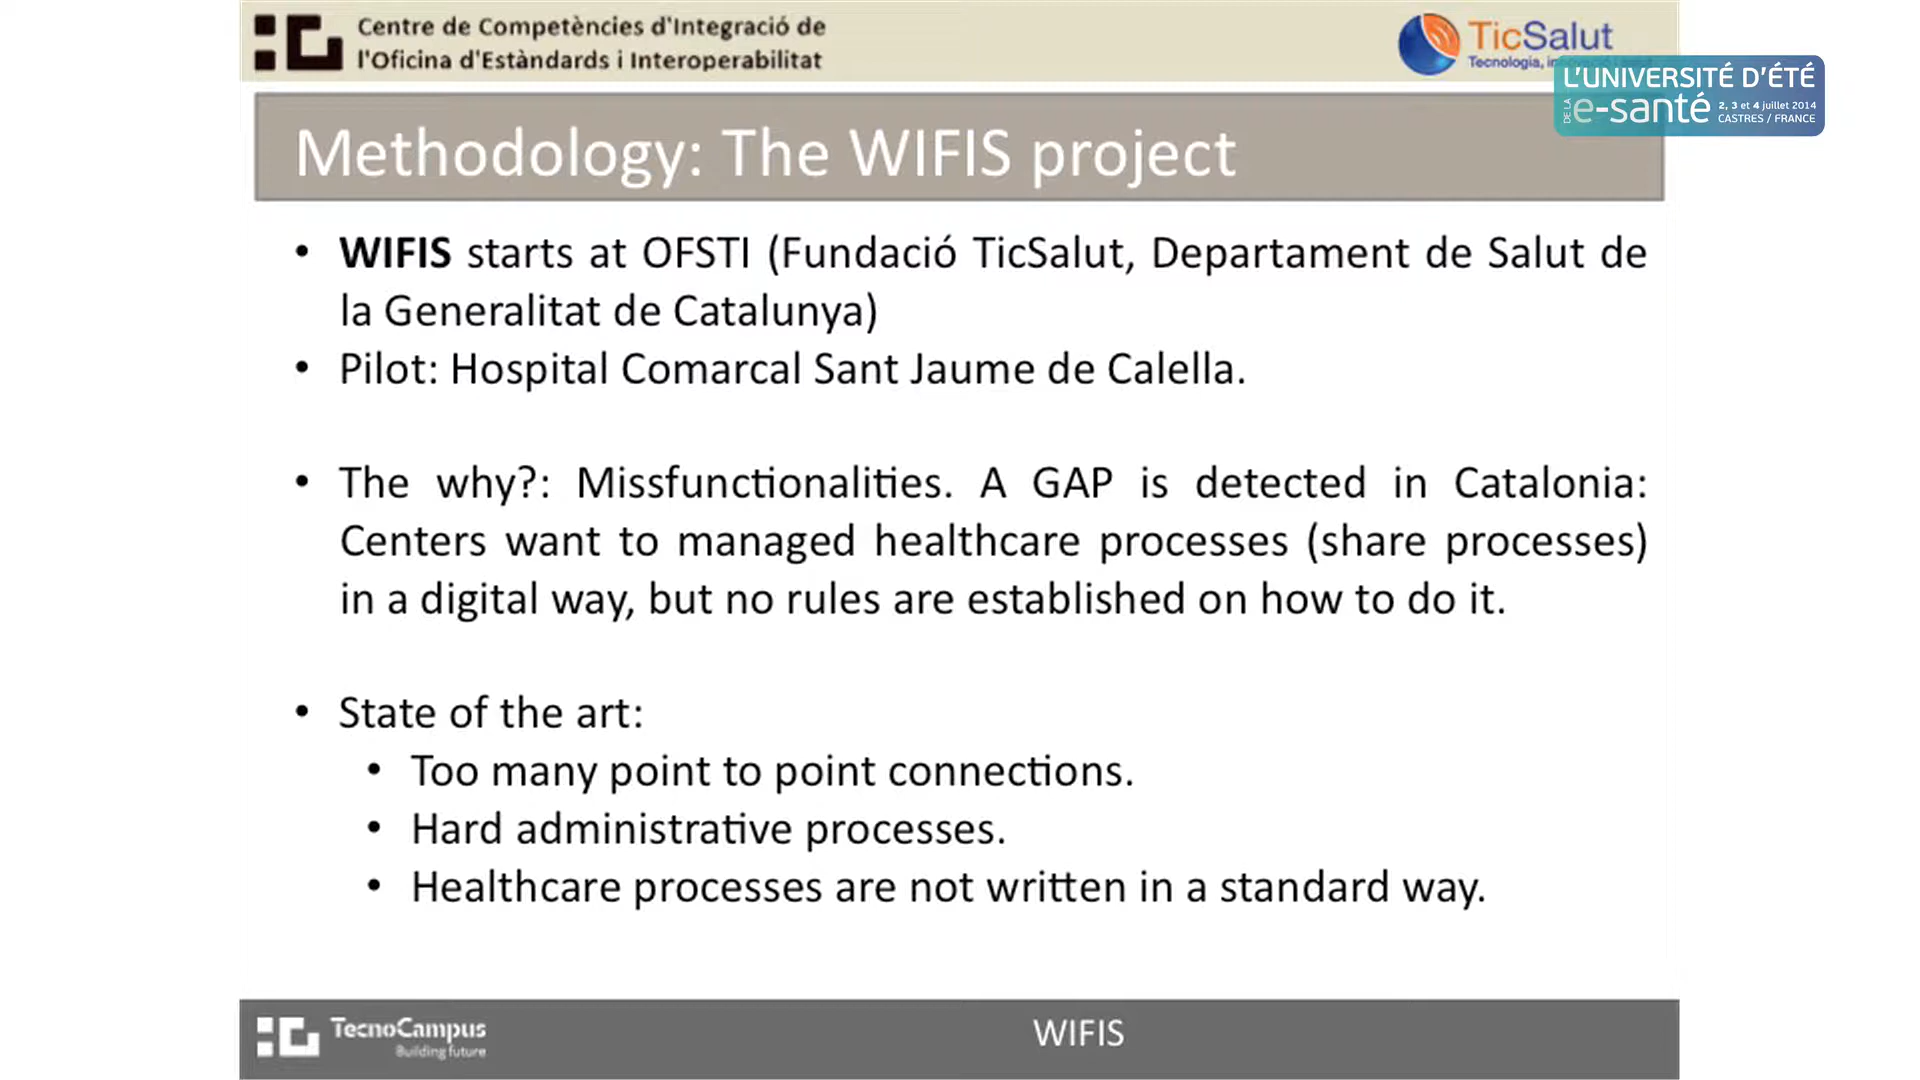 Centre de Competències d'Integració de
l'Oficina d'Estàndards i Interoperabilitat
TicSalut
Tecnologia,
L'UNIVERSITÉ D'ÉTÉ
DE LA e-santé 2, 3 et 4 juillet 2014
CASTRES / FRANCE
Methodology: The WIFIS project
• WIFIS starts at OFSTI (Fundació TicSalut, Departament de Salut de
la Generalitat de Catalunya)
• Pilot: Hospital Comarcal Sant Jaume de Calella.
• The why?: Missfunctionalities. A GAP is detected in Catalonia:
Centers want to managed healthcare processes (share processes)
in a digital way, but no rules are established on how to do it.
• State of the art:
• Too many point to point connections.
• Hard administrative processes.
• Healthcare processes are not written in a standard way.
TecnoCampus
Building future
WIFIS